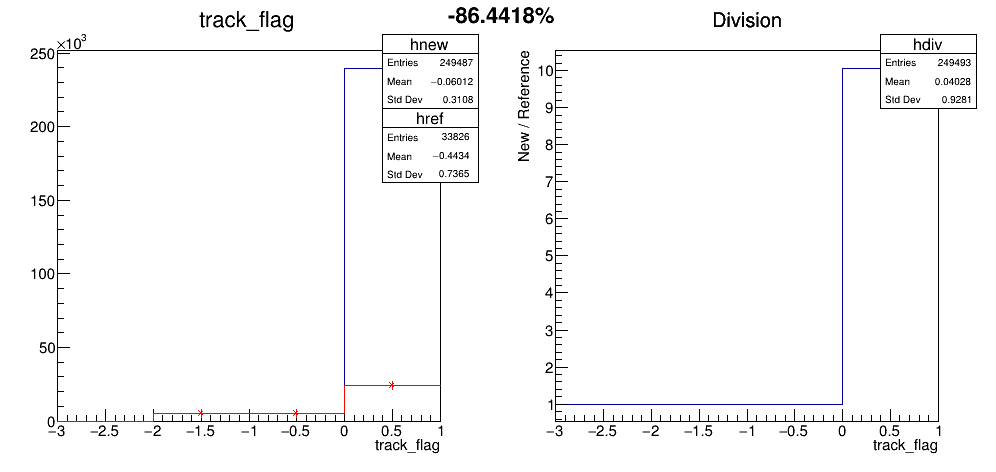 -86.4418%
track_flag
×10³
hnew
Entries 249487
Mean −0.06012
Std Dev 0.3108
href
Entries 33826
Mean −0.4434
Std Dev 0.7365
250
200
150
100
50
0
−3 −2.5 −2 −1.5 −1 −0.5 0 0.5 1
track_flag
Division
hdiv
Entries 249493
Mean 0.04028
Std Dev 0.9281
New / Reference
10
9
8
7
6
5
4
3
2
1
−3 −2.5 −2 −1.5 −1 −0.5 0 0.5 1
track_flag